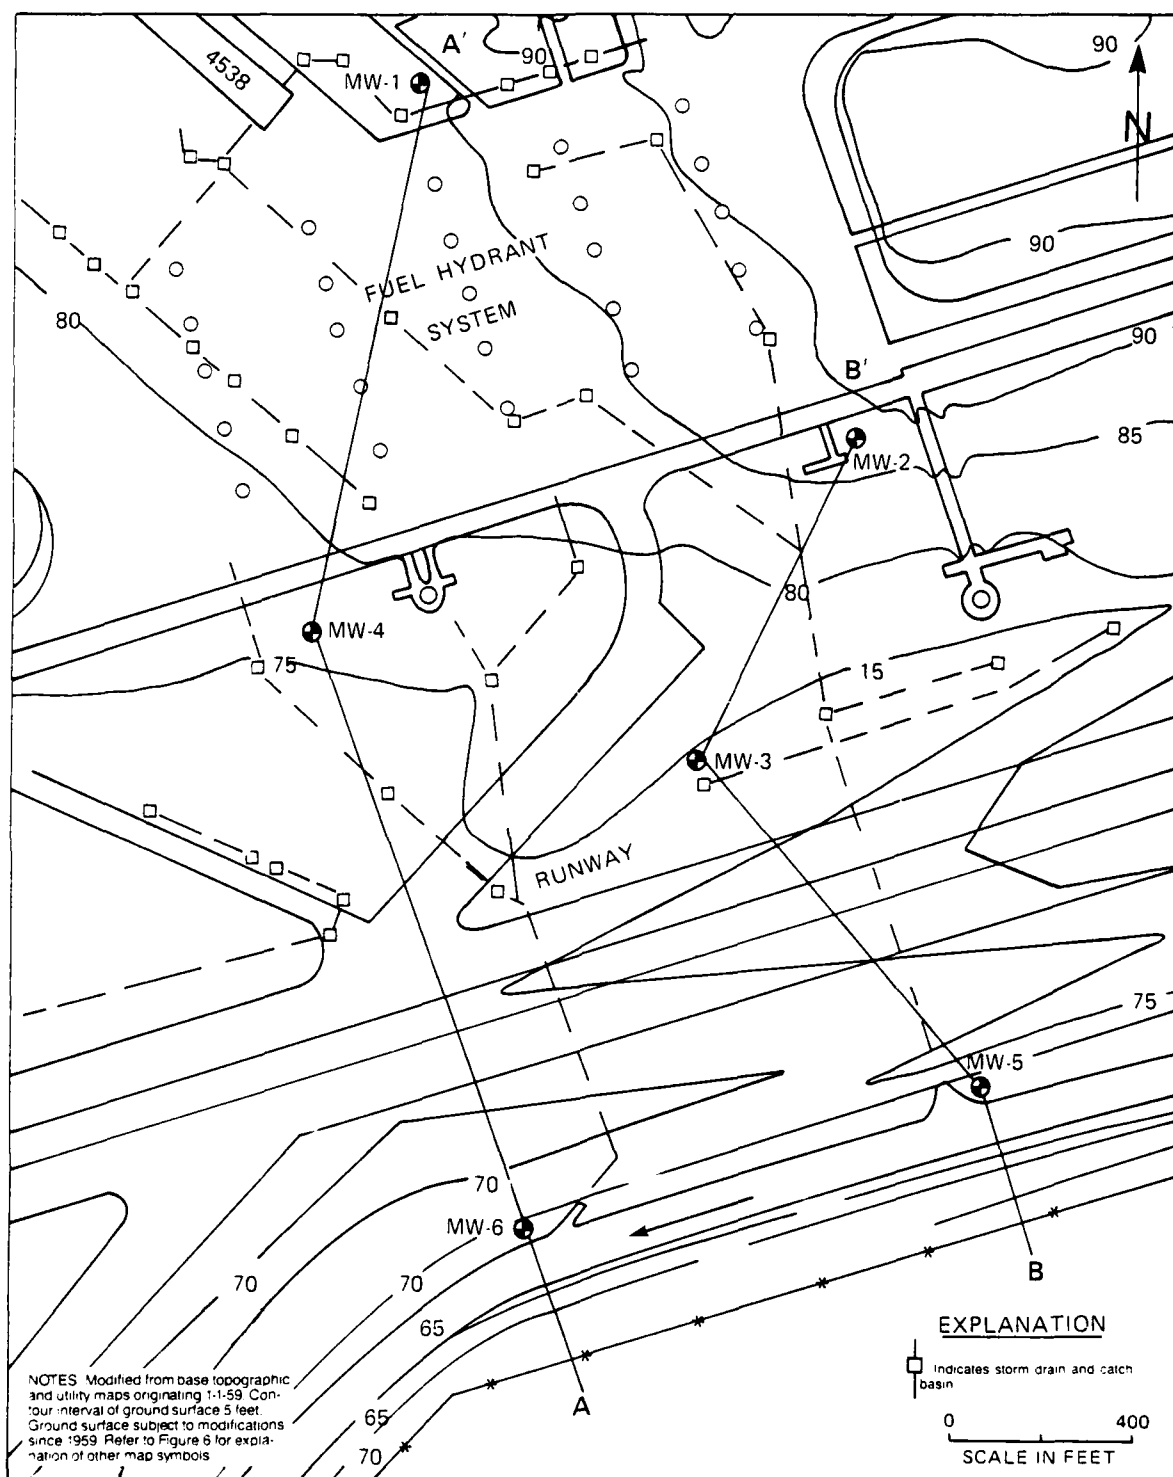 A'
90
90
4538
MW-1
N
90
FUEL HYDRANT
SYSTEM
80
90
B'
85
MW-2
80
MW-4
75
15
MW-3
RUNWAY
75
MW-5
70
MW-6
70
70
B
65
EXPLANATION
Indicates storm drain and catch
basin
NOTES Modified from base topographic
and utility maps originating 1-1-59. Con-
tour interval of ground surface 5 feet.
Ground surface subject to modifications
since 1959 Refer to Figure 6 for expla-
nation of other map symbols
A
65
70
0 400
SCALE IN FEET